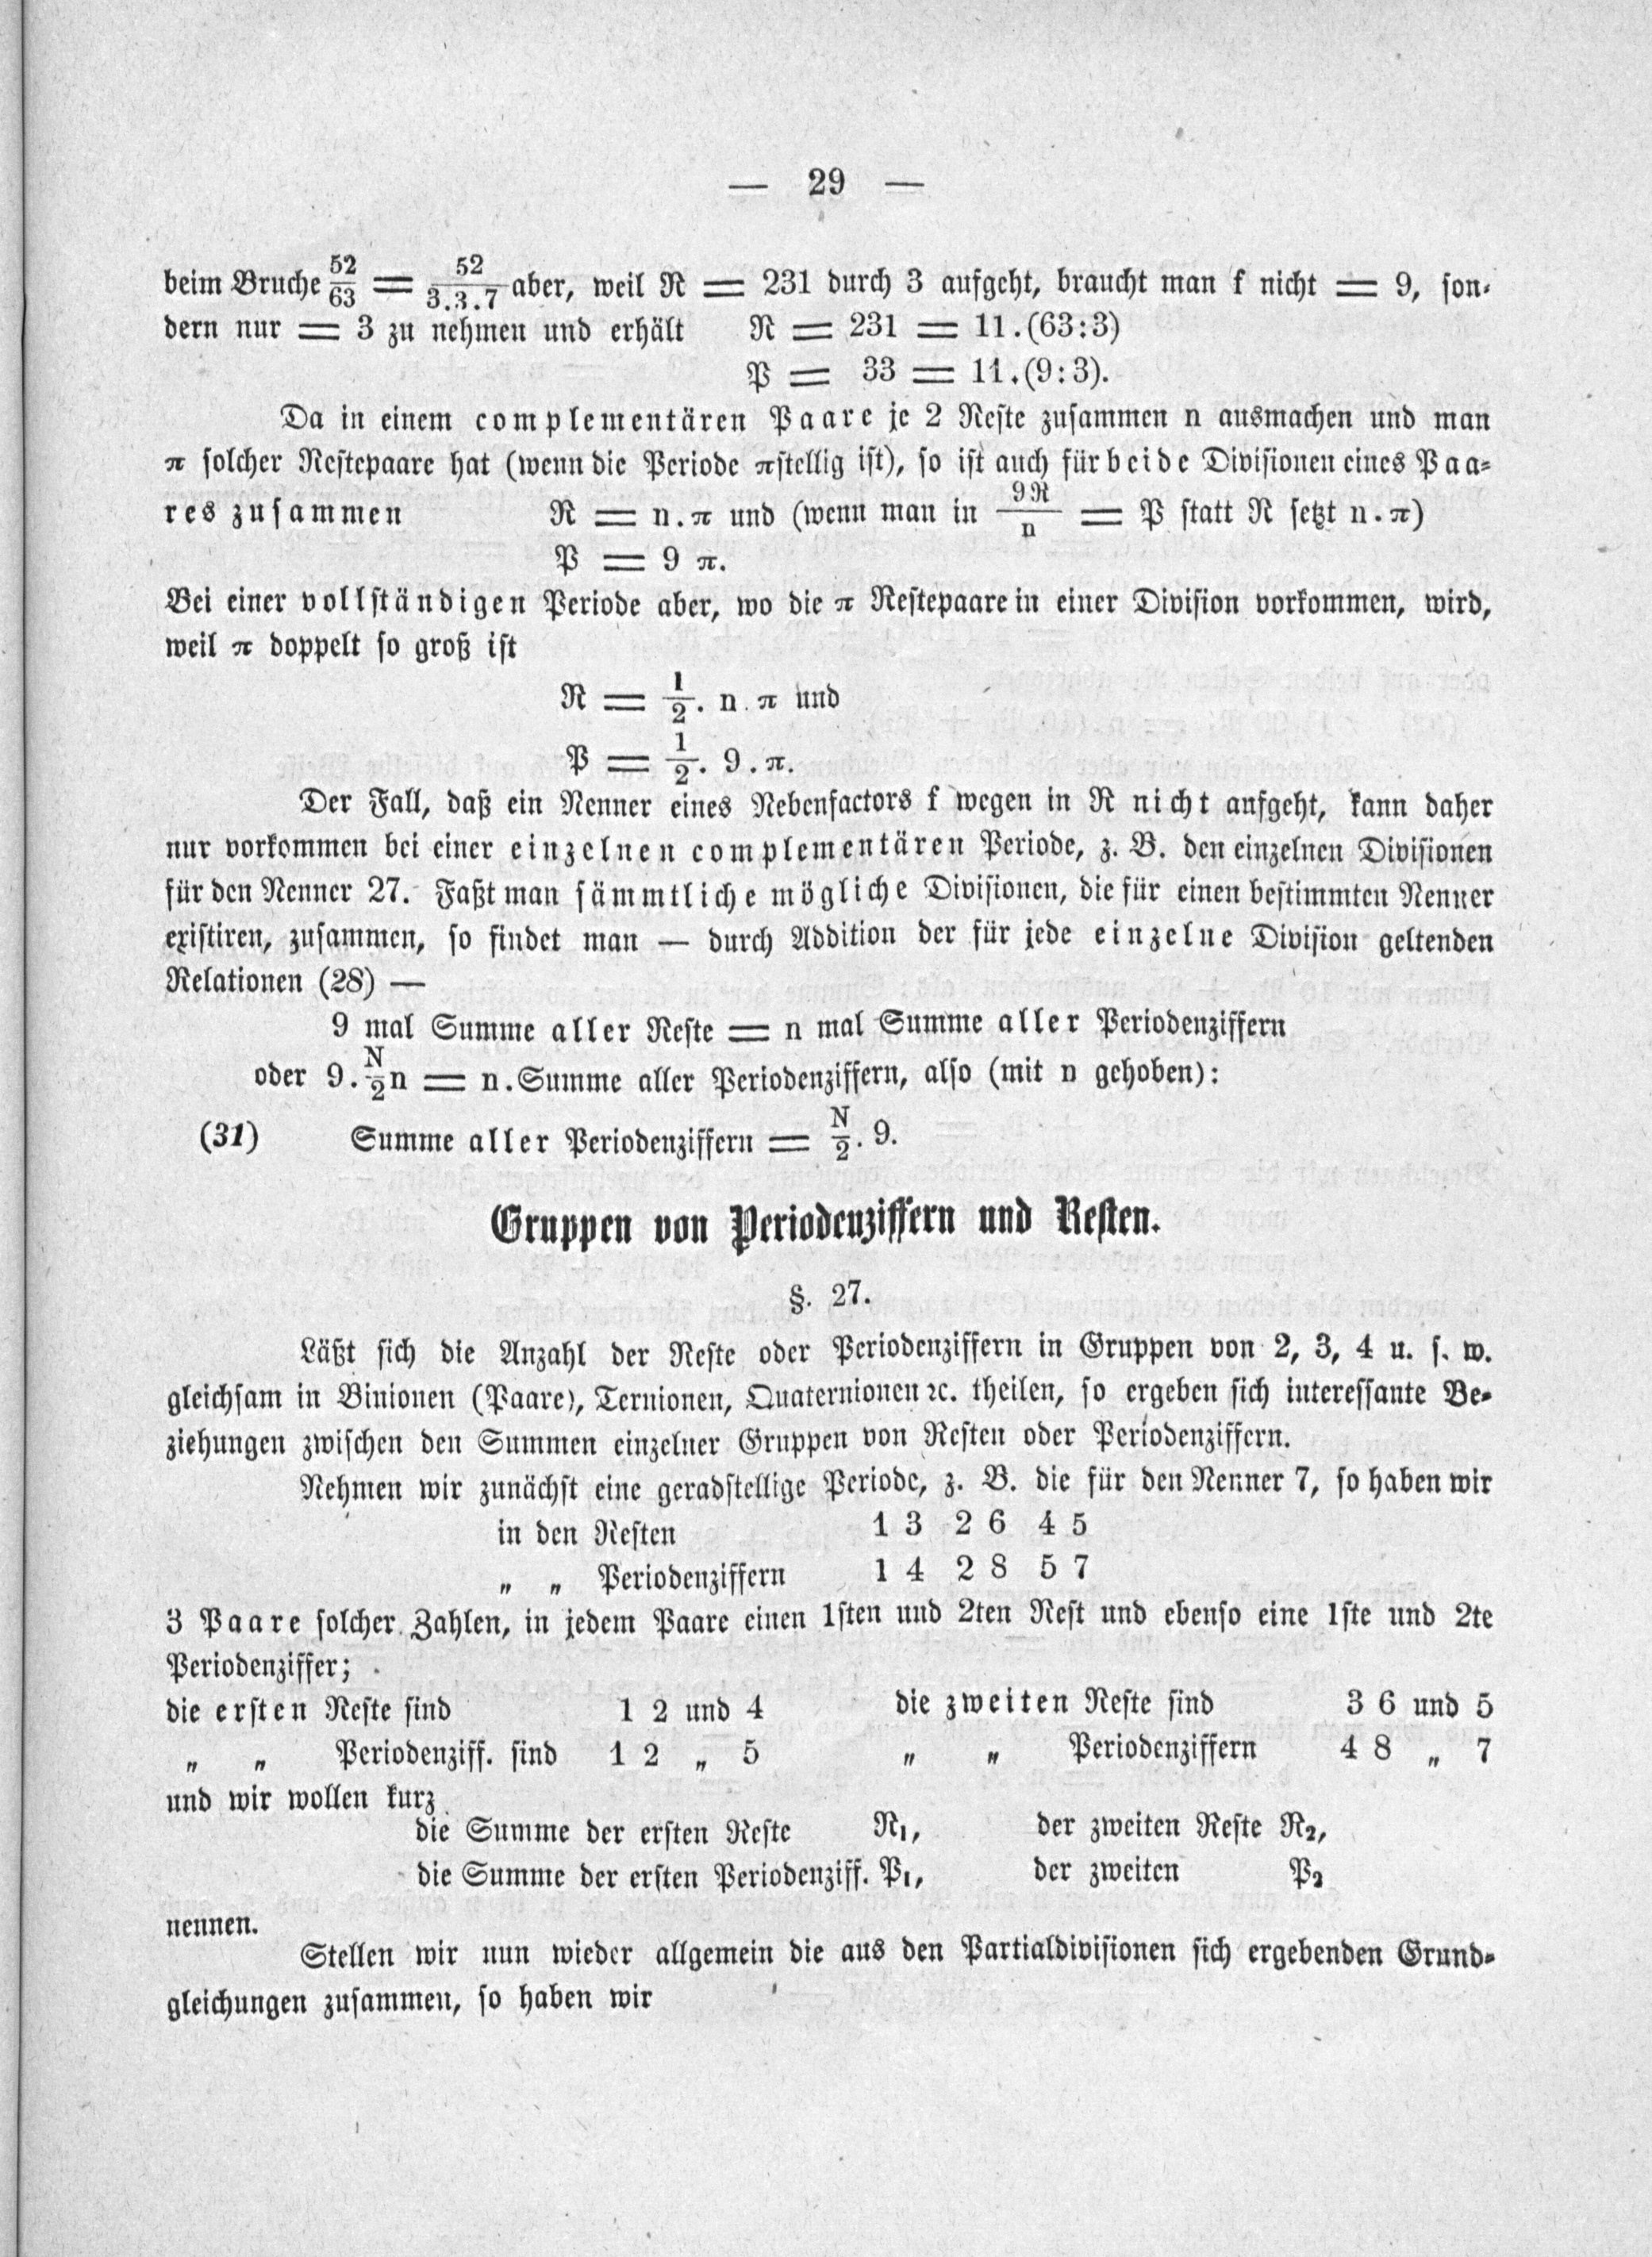 — 29 —
beim Bruche 52/63 = 52/3.3.7 aber, weil R = 231 durch 3 aufgeht, braucht man k nicht = 9, son-
dern nur = 3 zu nehmen und erhält R = 231 = 11.(63:3)
P = 33 = 11.(9:3).
Da in einem complementären Paare je 2 Reste zusammen n ausmachen und man
π solcher Restepaare hat (wenn die Periode πstellig ist), so ist auch für beide Divisionen eines Paa-
res zusammen R = n.π und (wenn man in 9R/n = P statt R setzt n.π)
P = 9 π.
Bei einer vollständigen Periode aber, wo die π Restepaare in einer Division vorkommen, wird,
weil π doppelt so groß ist
R = 1/2. n. π und
P = 1/2. 9.π.
Der Fall, daß ein Nenner eines Nebenfactors k wegen in R nicht aufgeht, kann daher
nur vorkommen bei einer einzelnen complementären Periode, z. B. den einzelnen Divisionen
für den Nenner 27. Faßt man sämmtliche mögliche Divisionen, die für einen bestimmten Nenner
existiren, zusammen, so findet man — durch Addition der für jede einzelne Division geltenden
Relationen (28) —
9 mal Summe aller Reste = n mal Summe aller Periodenziffern
oder 9.N/2n = n.Summe aller Periodenziffern, also (mit n gehoben):
(31) Summe aller Periodenziffern = N/2. 9.
Gruppen von Periodenziffern und Resten.
§. 27.
Läßt sich die Anzahl der Reste oder Periodenziffern in Gruppen von 2, 3, 4 u. s. w.
gleichsam in Binionen (Paare), Ternionen, Quaternionen ꝛc. theilen, so ergeben sich interessante Be-
ziehungen zwischen den Summen einzelner Gruppen von Resten oder Periodenziffern.
Nehmen wir zunächst eine geradstellige Periode, z. B. die für den Nenner 7, so haben wir
in den Resten 1 3 2 6 4 5
„ „ Periodenziffern 1 4 2 8 5 7
3 Paare solcher Zahlen, in jedem Paare einen 1sten und 2ten Rest und ebenso eine 1ste und 2te
Periodenziffer;
die ersten Reste sind 1 2 und 4 die zweiten Reste sind 3 6 und 5
„ „ Periodenziff. sind 1 2 „ 5 „ „ Periodenziffern 4 8 „ 7
und wir wollen kurz
die Summe der ersten Reste R₁, der zweiten Reste R₂,
die Summe der ersten Periodenziff. P₁, der zweiten P₂
nennen.
Stellen wir nun wieder allgemein die aus den Partialdivisionen sich ergebenden Grund-
gleichungen zusammen, so haben wir